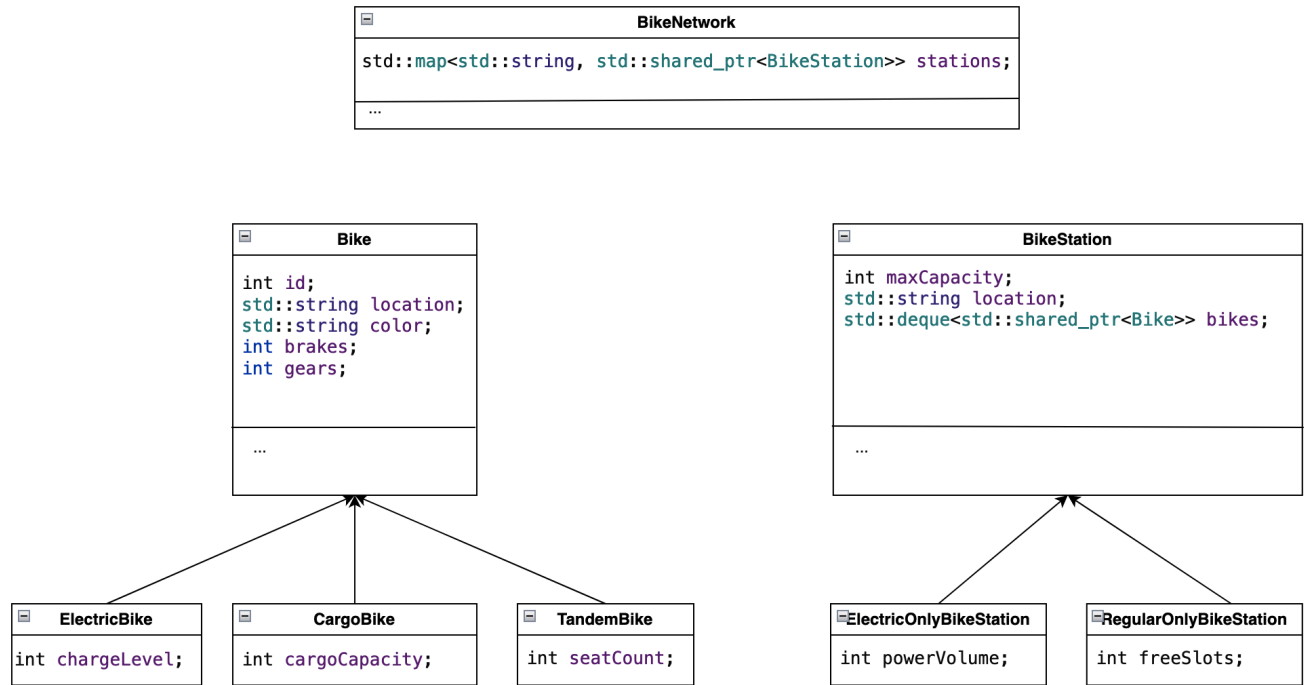 BikeNetwork
std::map<std::string, std::shared_ptr<BikeStation>> stations;
...
Bike
int id;
std::string location;
std::string color;
int brakes;
int gears;
...
BikeStation
int maxCapacity;
std::string location;
std::deque<std::shared_ptr<Bike>> bikes;
...
ElectricBike
int chargeLevel;
CargoBike
int cargoCapacity;
TandemBike
int seatCount;
ElectricOnlyBikeStation
int powerVolume;
RegularOnlyBikeStation
int freeSlots;